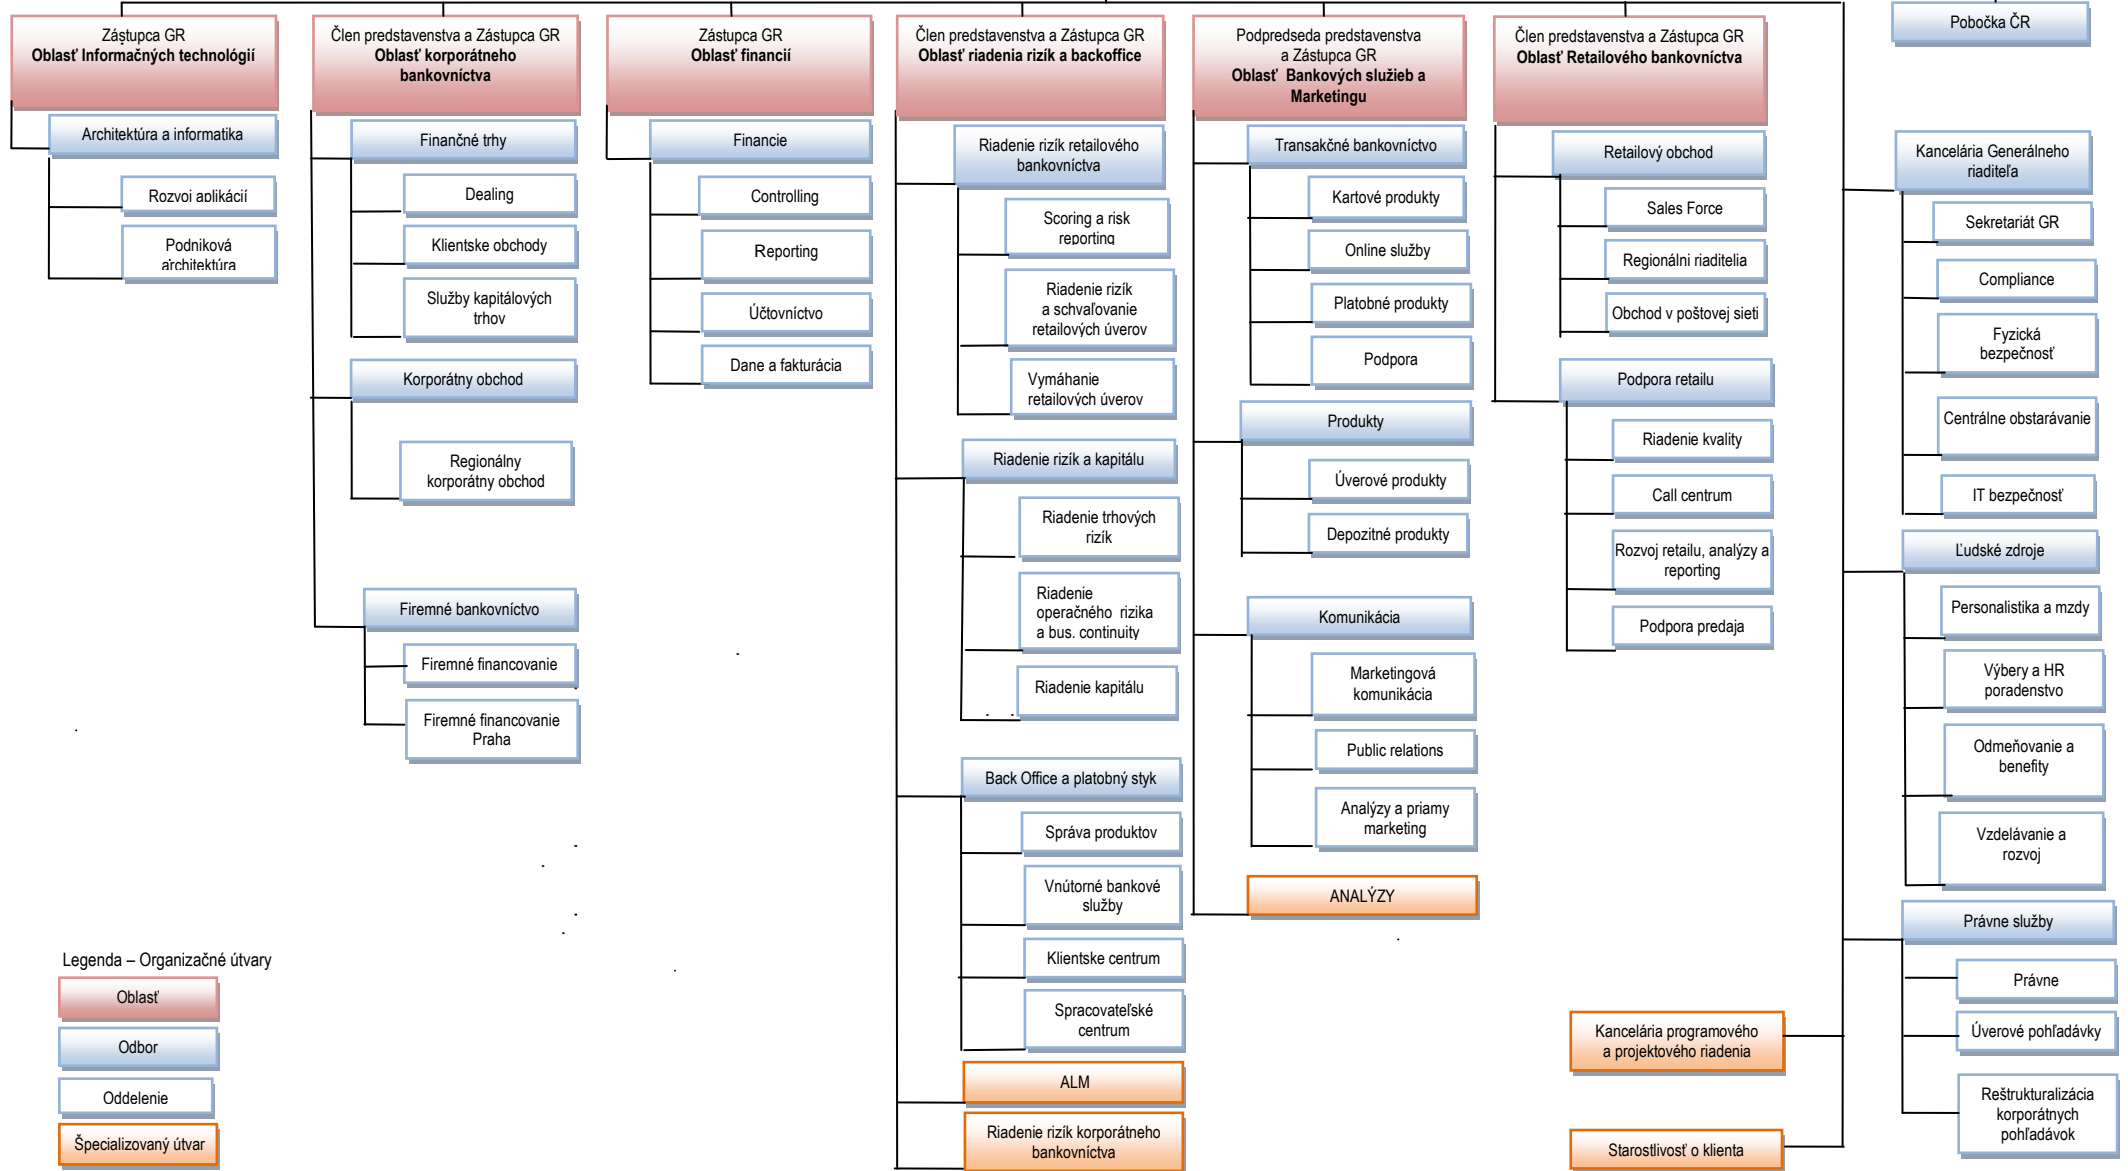 Zástupca GR
Oblasť Informačných technológií
Architektúra a informatika
Rozvoj aplikácií
Podniková
architektúra
Člen predstavenstva a Zástupca GR
Oblasť korporátneho
bankovníctva
Finančné trhy
Dealing
Klientske obchody
Služby kapitálových
trhov
Korporátny obchod
Regionálny
korporátny obchod
Firemné bankovníctvo
Firemné financovanie
Firemné financovanie
Praha
Zástupca GR
Oblasť financií
Financie
Controlling
Reporting
Účtovníctvo
Dane a fakturácia
Člen predstavenstva a Zástupca GR
Oblasť riadenia rizík a backoffice
Riadenie rizík retailového
bankovníctva
Scoring a risk
reporting
Riadenie rizík
a schvaľovanie
retailových úverov
Vymáhanie
retailových úverov
Riadenie rizík a kapitálu
Riadenie trhových
rizík
Riadenie
operačného rizika
a bus. continuity
Riadenie kapitálu
Back Office a platobný styk
Správa produktov
Vnútorné bankové
služby
Klientske centrum
Spracovateľské
centrum
ALM
Riadenie rizík korporátneho
bankovníctva
Podpredseda predstavenstva
a Zástupca GR
Oblasť Bankových služieb a
Marketingu
Transakčné bankovníctvo
Kartové produkty
Online služby
Platobné produkty
Podpora
Produkty
Úverové produkty
Depozitné produkty
Komunikácia
Marketingová
komunikácia
Public relations
Analýzy a priamy
marketing
ANALÝZY
Člen predstavenstva a Zástupca GR
Oblasť Retailového bankovníctva
Retailový obchod
Sales Force
Regionálni riaditelia
Obchod v poštovej sieti
Podpora retailu
Riadenie kvality
Call centrum
Rozvoj retailu, analýzy a
reporting
Podpora predaja
Kancelária programového
a projektového riadenia
Starostlivosť o klienta
Pobočka ČR
Kancelária Generálneho
riaditeľa
Sekretariát GR
Compliance
Fyzická
bezpečnosť
Centrálne obstarávanie
IT bezpečnosť
Ľudské zdroje
Personalistika a mzdy
Výbery a HR
poradenstvo
Odmeňovanie a
benefity
Vzdelávanie a
rozvoj
Právne služby
Právne
Úverové pohľadávky
Reštrukturalizácia
korporátnych
pohľadávok
Legenda – Organizačné útvary
Oblasť
Odbor
Oddelenie
Špecializovaný útvar